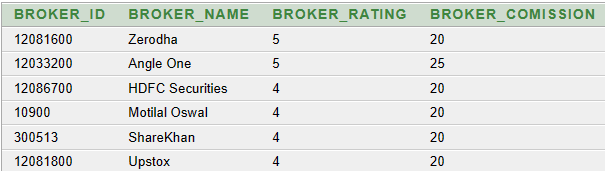 BROKER_ID BROKER_NAME BROKER_RATING BROKER_COMISSION
12081600 Zerodha 5 20
12033200 Angle One 5 25
12086700 HDFC Securities 4 20
10900 Motilal Oswal 4 20
300513 ShareKhan 4 20
12081800 Upstox 4 20